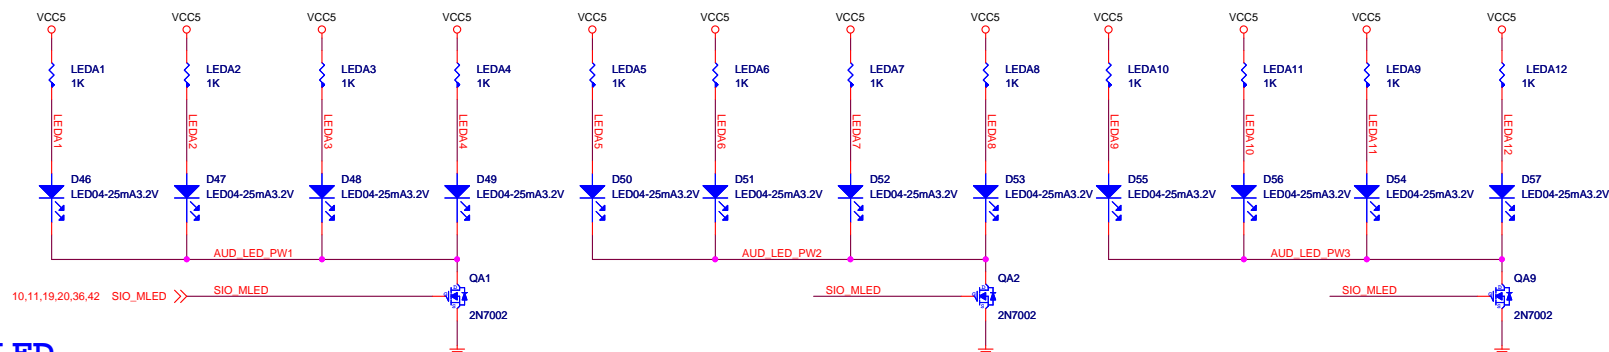 VCC5 VCC5 VCC5 VCC5 VCC5 VCC5 VCC5 VCC5 VCC5 VCC5 VCC5 VCC5
LEDA1 LEDA2 LEDA3 LEDA4 LEDA5 LEDA6 LEDA7 LEDA8 LEDA10 LEDA11 LEDA9 LEDA12
1K 1K 1K 1K 1K 1K 1K 1K 1K 1K 1K 1K
LEDA1 LEDA2 LEDA3 LEDA4 LEDA5 LEDA6 LEDA7 LEDA8 LEDA9 LEDA10 LEDA11 LEDA12
D46 D47 D48 D49 D50 D51 D52 D53 D55 D56 D54 D57
LED04-25mA3.2V LED04-25mA3.2V LED04-25mA3.2V LED04-25mA3.2V LED04-25mA3.2V LED04-25mA3.2V LED04-25mA3.2V LED04-25mA3.2V LED04-25mA3.2V LED04-25mA3.2V LED04-25mA3.2V LED04-25mA3.2V
AUD_LED_PW1 AUD_LED_PW2 AUD_LED_PW3
QA1 QA2 QA9
10,11,19,20,36,42 SIO_MLED SIO_MLED SIO_MLED SIO_MLED
2N7002 2N7002 2N7002